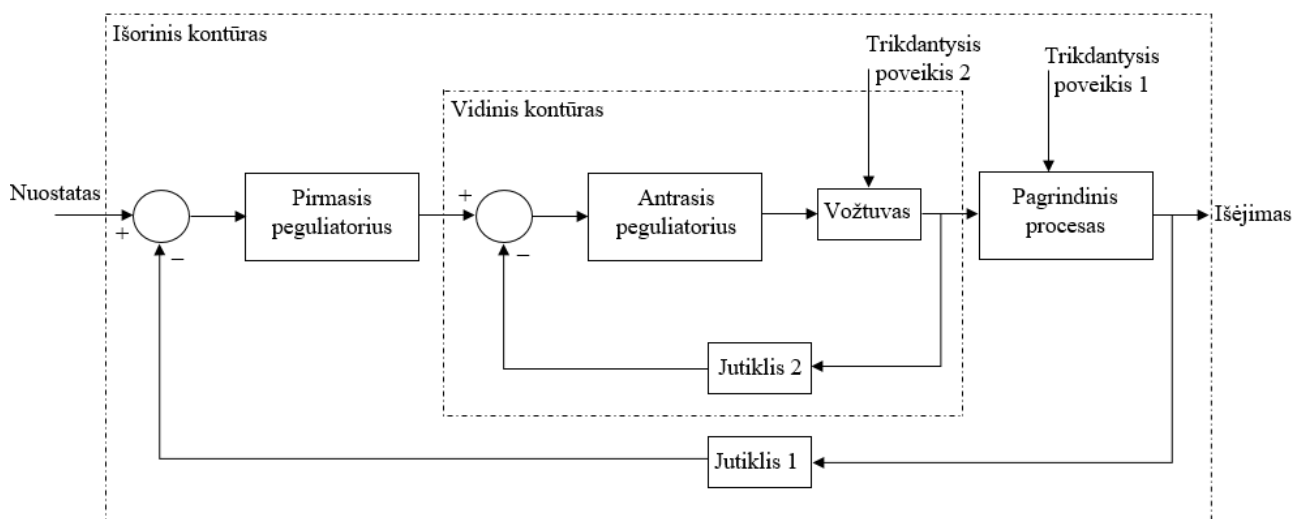 Išorinis kontūras
Trikdantysis
poveikis 2
Trikdantysis
poveikis 1
Vidinis kontūras
Nuostatas
+
−
Pirmasis
peguliatorius
+
−
Antrasis
peguliatorius
Vožtuvas
Pagrindinis
procesas
Išėjimas
Jutiklis 2
Jutiklis 1